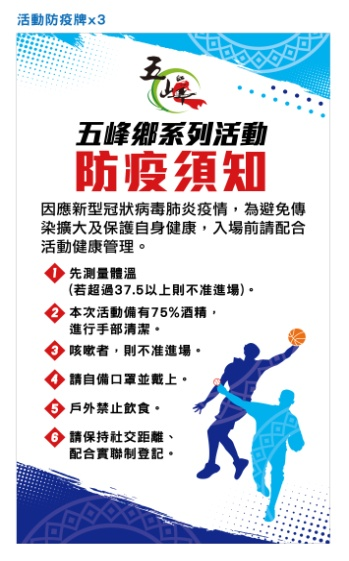 活動防疫牌x3
五峰
五峰鄉系列活動
防疫須知
因應新型冠狀病毒肺炎疫情，為避免傳
染擴大及保護自身健康，入場前請配合
活動健康管理。
1 先測量體溫
(若超過37.5以上則不准進場)。
2 本次活動備有75%酒精，
進行手部清潔。
3 咳嗽者，則不准進場。
4 請自備口罩並戴上。
5 戶外禁止飲食。
6 請保持社交距離、
配合實聯制登記。